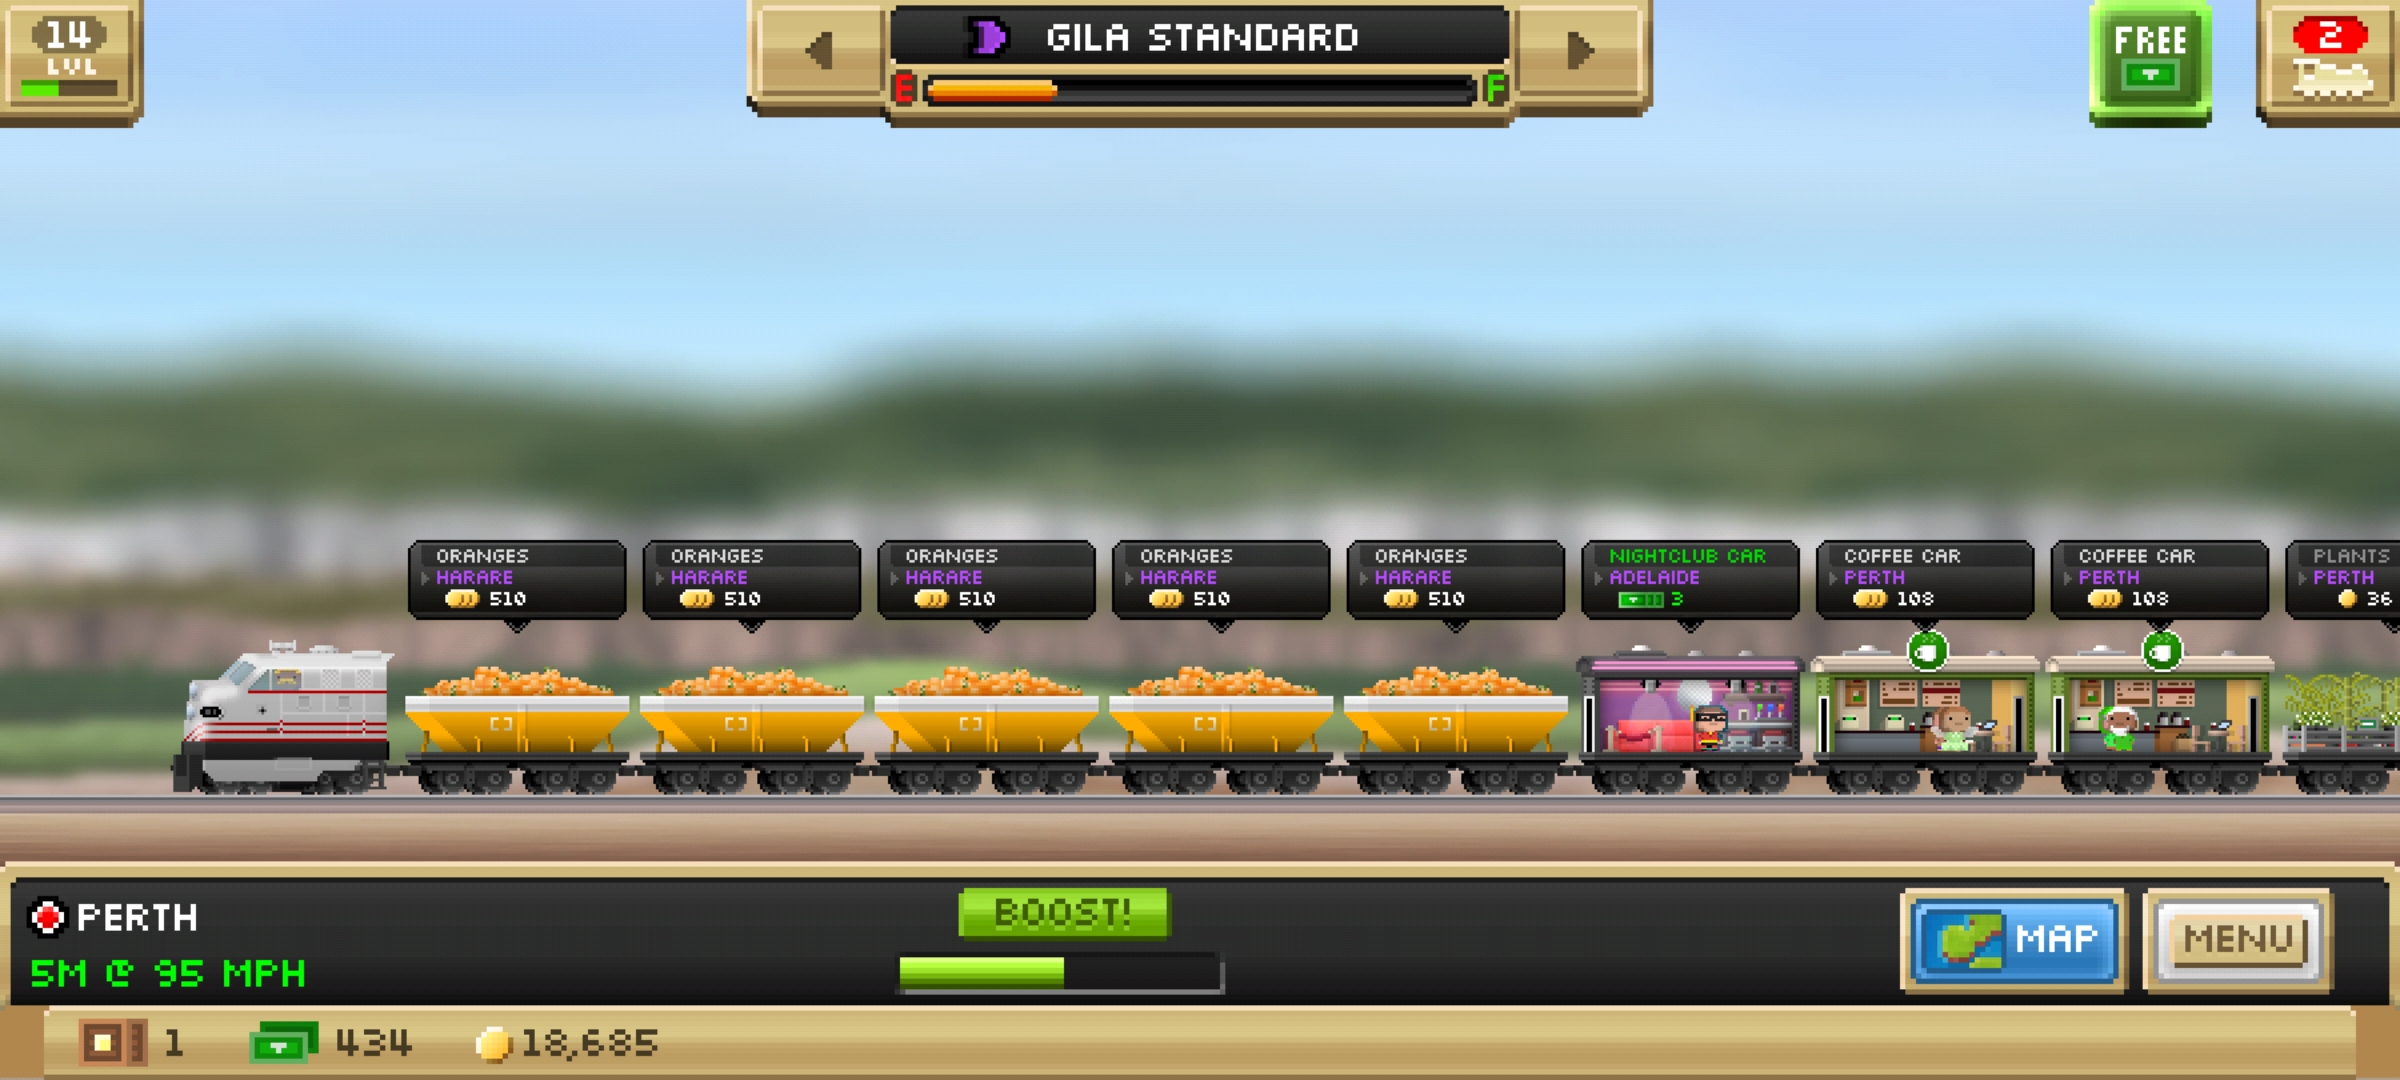 14
LVL
GILA STANDARD
E F
FREE
2
ORANGES
HARARE
510
ORANGES
HARARE
510
ORANGES
HARARE
510
ORANGES
HARARE
510
ORANGES
HARARE
510
NIGHTCLUB CAR
ADELAIDE
3
COFFEE CAR
PERTH
108
COFFEE CAR
PERTH
108
PLANTS
PERTH
36
PERTH
5M @ 95 MPH
BOOST!
MAP
MENU
1
434
18,685